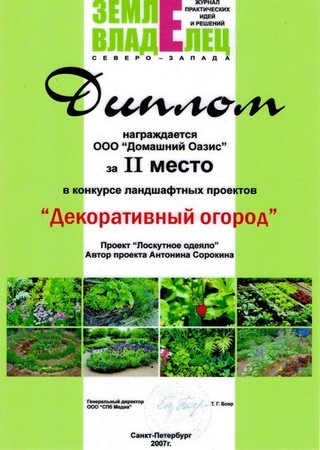 ЗЕМЛЕ
ВЛАДЕЛЕЦ
ЖУРНАЛ
ПРАКТИЧЕСКИХ
ИДЕЙ
И РЕШЕНИЙ
СЕВЕРО-ЗАПАДА
Диплом
награждается
ООО "Домашний Оазис"
за II место
в конкурсе ландшафтных проектов
"Декоративный огород"
Проект "Лоскутное одеяло"
Автор проекта Антонина Сорокина
Генеральный директор
ООО "СПБ Медиа"
Т. Г. Боер
Санкт-Петербург
2007г.